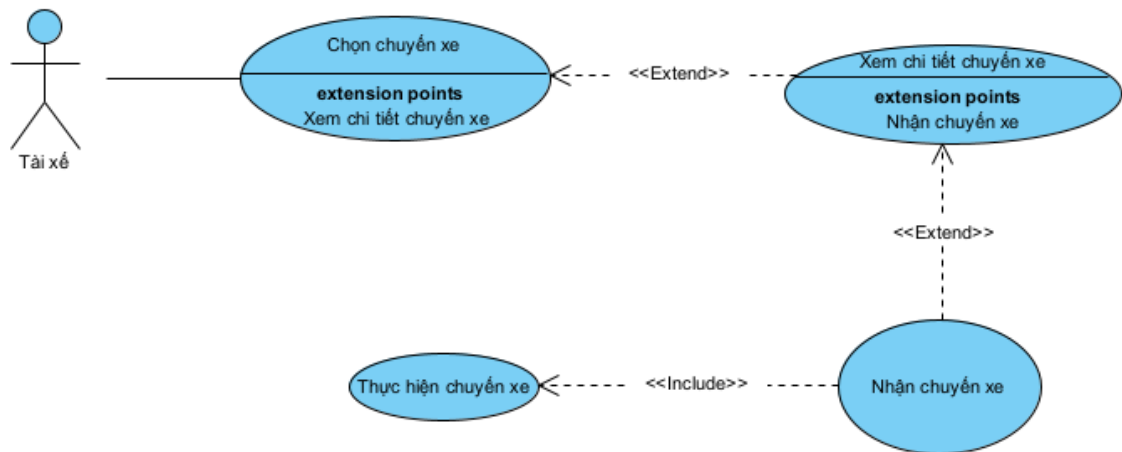 Chọn chuyến xe
extension points
Xem chi tiết chuyến xe
<<Extend>>
Xem chi tiết chuyến xe
extension points
Nhận chuyến xe
Tài xế
<<Extend>>
Thực hiện chuyến xe
<<Include>>
Nhận chuyến xe